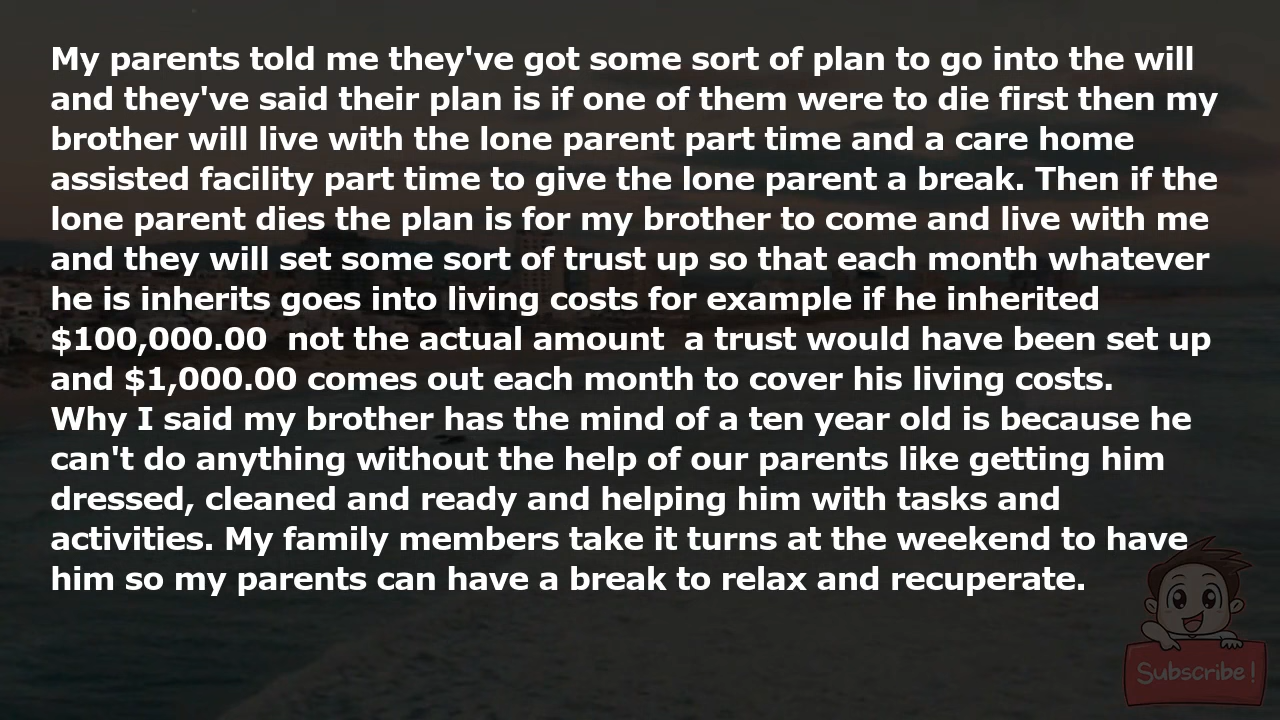 My parents told me they've got some sort of plan to go into the will
and they've said their plan is if one of them were to die first then my
brother will live with the lone parent part time and a care home
assisted facility part time to give the lone parent a break. Then if the
lone parent dies the plan is for my brother to come and live with me
and they will set some sort of trust up so that each month whatever
he is inherits goes into living costs for example if he inherited
$100,000.00  not the actual amount  a trust would have been set up
and $1,000.00 comes out each month to cover his living costs.
Why I said my brother has the mind of a ten year old is because he
can't do anything without the help of our parents like getting him
dressed, cleaned and ready and helping him with tasks and
activities. My family members take it turns at the weekend to have
him so my parents can have a break to relax and recuperate.
Subscribe!